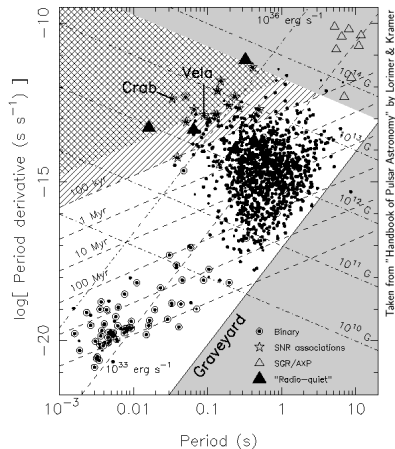 −10
−15
−20
log[ Period derivative (s s⁻¹) ]
10³⁶ erg s⁻¹
Crab
Vela
10¹⁴ G
10¹³ G
10¹² G
10¹¹ G
10¹⁰ G
100 Kyr
1 Myr
10 Myr
100 Myr
10³³ erg s⁻¹
Graveyard
Binary
SNR associations
SGR/AXP
"Radio-quiet"
10⁻³
0.01
0.1
1
10
Period (s)
Taken from "Handbook of Pulsar Astronomy" by Lorimer & Kramer